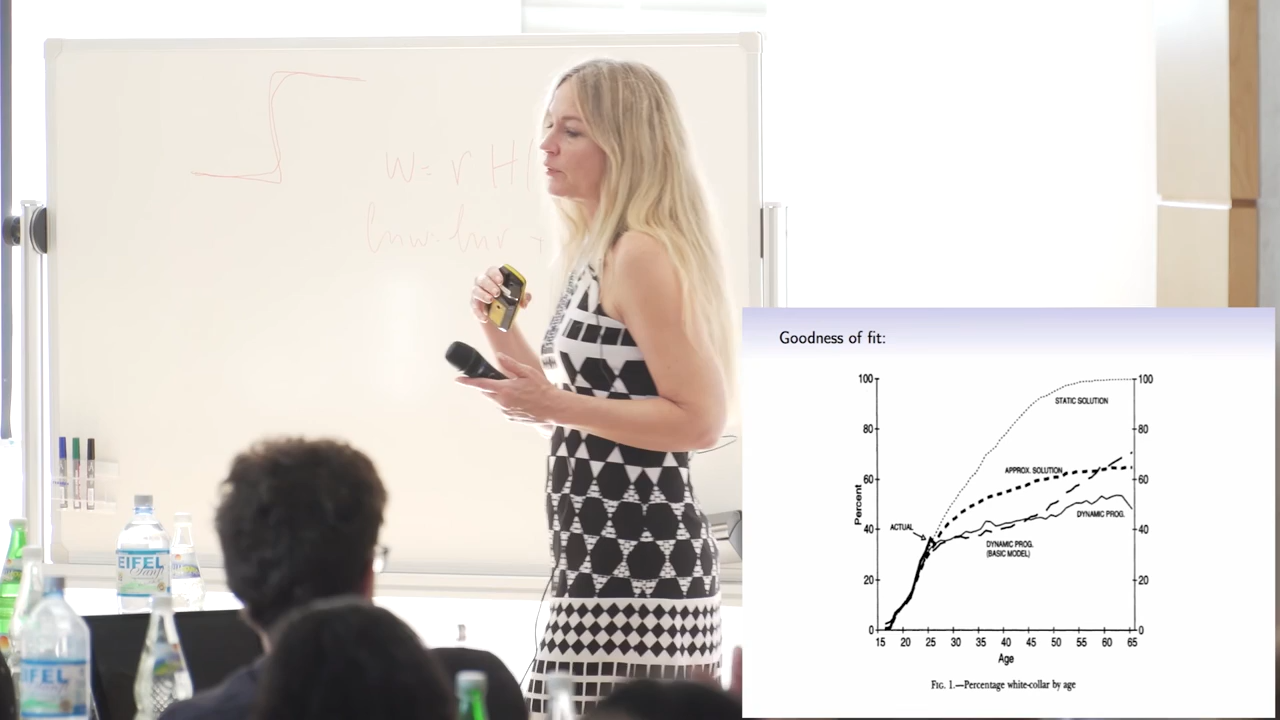 W= r H
lnw= lnr +
EIFEL
EIFEL
Goodness of fit:
100
80
60
40
20
0
Percent
100
80
60
40
20
0
STATIC SOLUTION
APPROX. SOLUTION
DYNAMIC PROG.
ACTUAL
DYNAMIC PROG.
(BASIC MODEL)
15 20 25 30 35 40 45 50 55 60 65
Age
FIG. 1.—Percentage white-collar by age